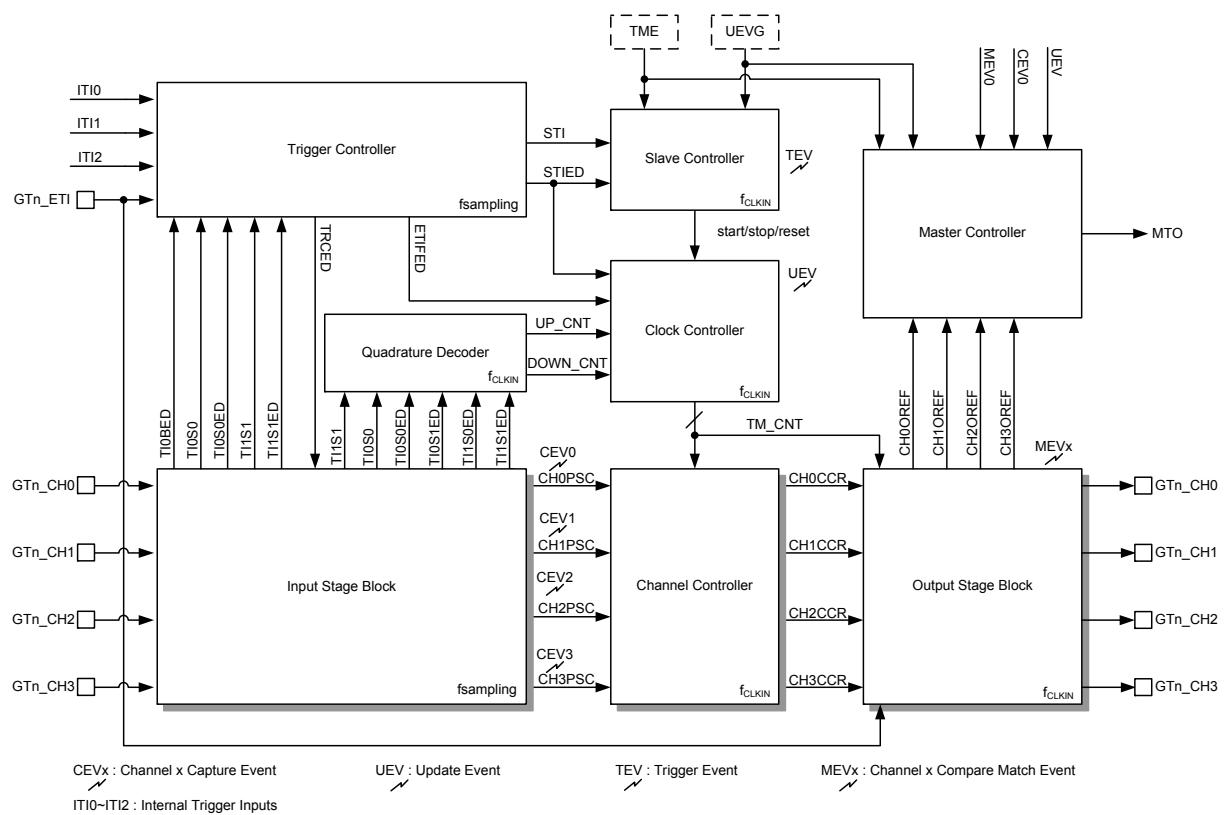 TME
UEVG
MEV0
CEV0
UEV
ITI0
ITI1
ITI2
GTn_ETI
Trigger Controller
fsampling
STI
STIED
Slave Controller
fCLKIN
TEV
Master Controller
MTO
start/stop/reset
UEV
TRCED
ETIFED
Clock Controller
fCLKIN
Quadrature Decoder
fCLKIN
UP_CNT
DOWN_CNT
TI0BED
TI0S0
TI0S0ED
TI1S1
TI1S1ED
TI1S1
TI0S0
TI0S0ED
TI0S1ED
TI1S0ED
TI1S1ED
TM_CNT
CH0OREF
CH1OREF
CH2OREF
CH3OREF
MEVx
GTn_CH0
GTn_CH1
GTn_CH2
GTn_CH3
Input Stage Block
fsampling
CEV0
CH0PSC
CEV1
CH1PSC
CEV2
CH2PSC
CEV3
CH3PSC
Channel Controller
fCLKIN
CH0CCR
CH1CCR
CH2CCR
CH3CCR
Output Stage Block
fCLKIN
GTn_CH0
GTn_CH1
GTn_CH2
GTn_CH3
CEVx : Channel x Capture Event
UEV : Update Event
TEV : Trigger Event
MEVx : Channel x Compare Match Event
ITI0~ITI2 : Internal Trigger Inputs